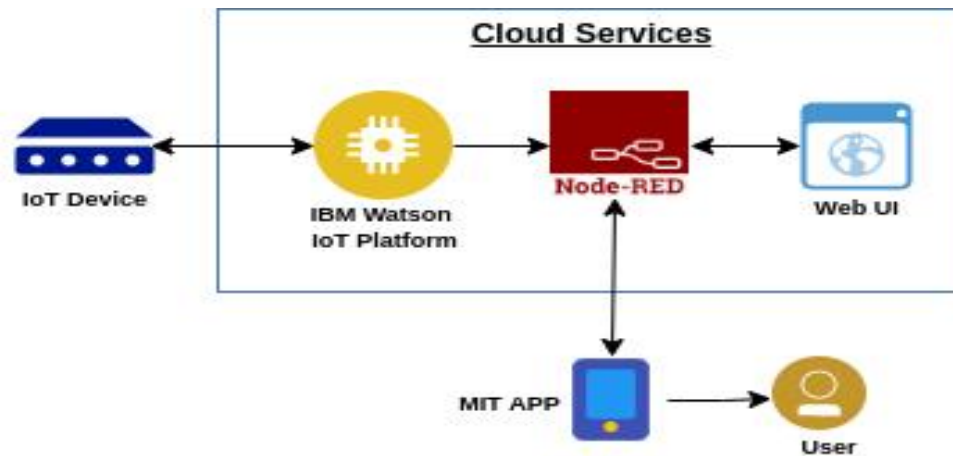 Cloud Services
IoT Device
IBM Watson
IoT Platform
Node-RED
Web UI
MIT APP
User